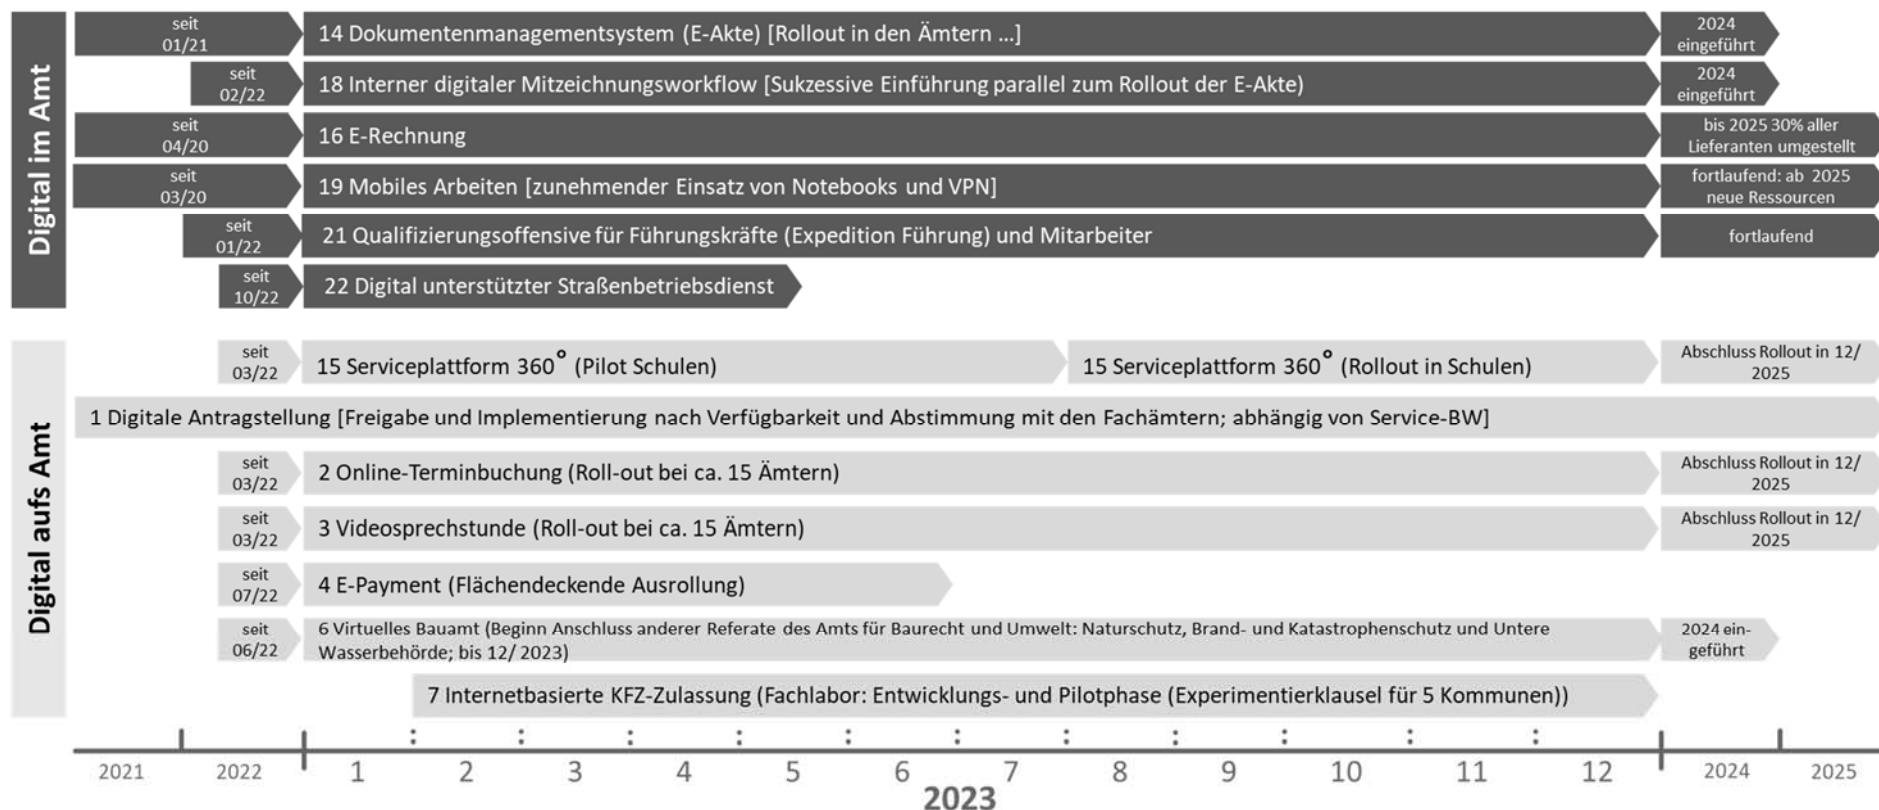 Digital im Amt
seit
01/21
14 Dokumentenmanagementsystem (E-Akte) [Rollout in den Ämtern ...]
2024
eingeführt
seit
02/22
18 Interner digitaler Mitzeichnungsworkflow [Sukzessive Einführung parallel zum Rollout der E-Akte)
2024
eingeführt
seit
04/20
16 E-Rechnung
bis 2025 30% aller
Lieferanten umgestellt
seit
03/20
19 Mobiles Arbeiten [zunehmender Einsatz von Notebooks und VPN]
fortlaufend: ab 2025
neue Ressourcen
seit
01/22
21 Qualifizierungsoffensive für Führungskräfte (Expedition Führung) und Mitarbeiter
fortlaufend
seit
10/22
22 Digital unterstützter Straßenbetriebsdienst
Digital aufs Amt
seit
03/22
15 Serviceplattform 360° (Pilot Schulen)
15 Serviceplattform 360° (Rollout in Schulen)
Abschluss Rollout in 12/
2025
1 Digitale Antragstellung [Freigabe und Implementierung nach Verfügbarkeit und Abstimmung mit den Fachämtern; abhängig von Service-BW]
seit
03/22
2 Online-Terminbuchung (Roll-out bei ca. 15 Ämtern)
Abschluss Rollout in 12/
2025
seit
03/22
3 Videosprechstunde (Roll-out bei ca. 15 Ämtern)
Abschluss Rollout in 12/
2025
seit
07/22
4 E-Payment (Flächendeckende Ausrollung)
seit
06/22
6 Virtuelles Bauamt (Beginn Anschluss anderer Referate des Amts für Baurecht und Umwelt: Naturschutz, Brand- und Katastrophenschutz und Untere
Wasserbehörde; bis 12/ 2023)
2024 ein-
geführt
7 Internetbasierte KFZ-Zulassung (Fachlabor: Entwicklungs- und Pilotphase (Experimentierklausel für 5 Kommunen))
2021 2022 1 2 3 4 5 6 7 8 9 10 11 12 2024 2025
2023